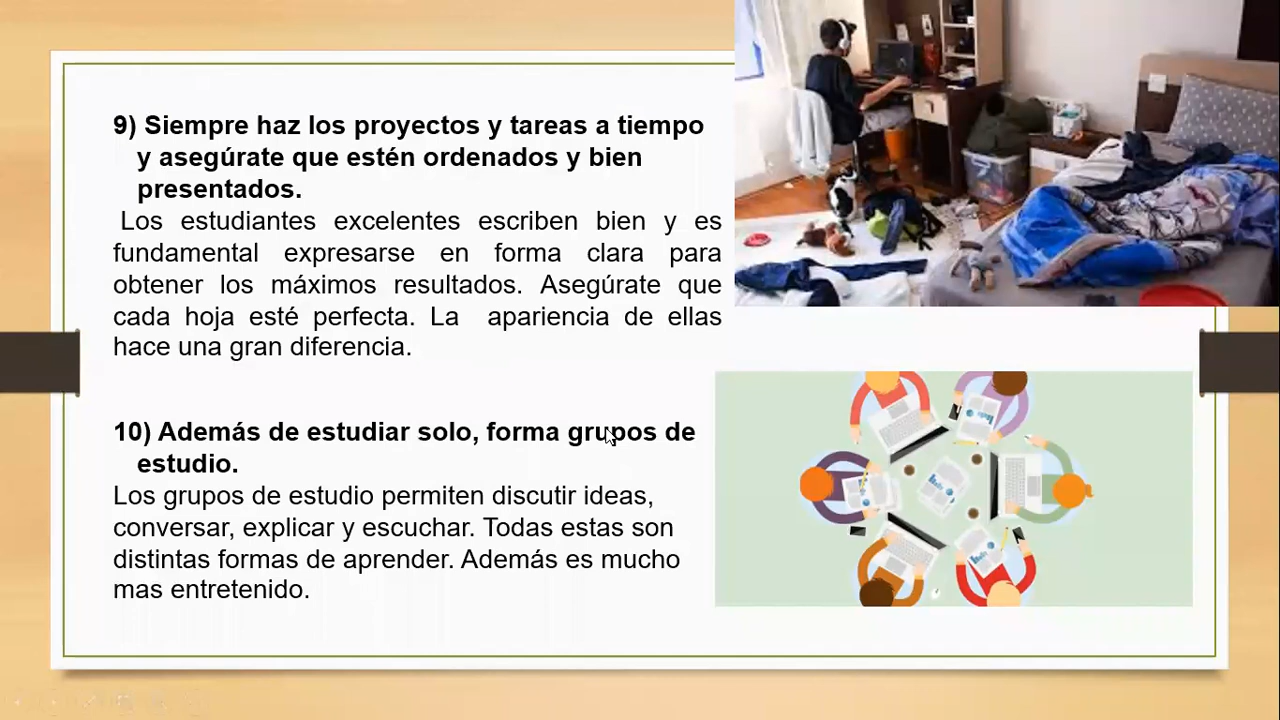 9) Siempre haz los proyectos y tareas a tiempo
y asegúrate que estén ordenados y bien
presentados.
Los estudiantes excelentes escriben bien y es
fundamental expresarse en forma clara para
obtener los máximos resultados. Asegúrate que
cada hoja esté perfecta. La apariencia de ellas
hace una gran diferencia.
10) Además de estudiar solo, forma grupos de
estudio.
Los grupos de estudio permiten discutir ideas,
conversar, explicar y escuchar. Todas estas son
distintas formas de aprender. Además es mucho
mas entretenido.